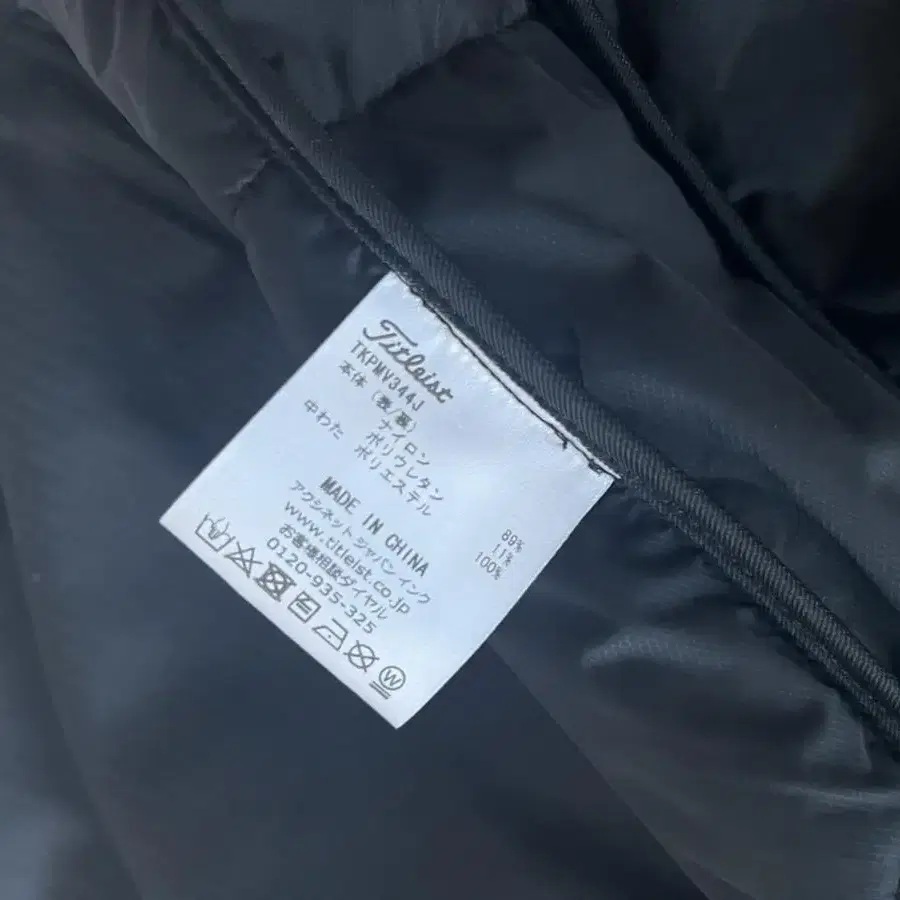 Titleist
TKPMV344J
本体 (表/裏)
ナイロン 89%
ポリウレタン 11%
中わた ポリエステル 100%
MADE IN CHINA
アクシネット ジャパン インク
www.titleist.co.jp
お客様相談ダイヤル
0120-935-325
W